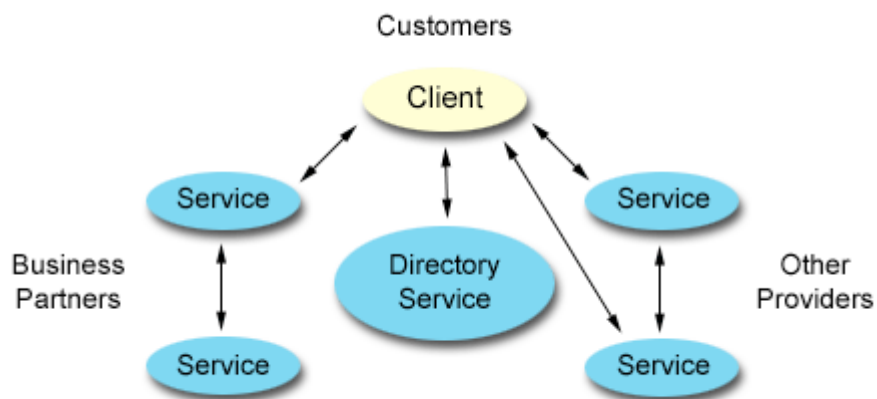 Customers
Client
Service
Service
Business
Partners
Directory
Service
Other
Providers
Service
Service